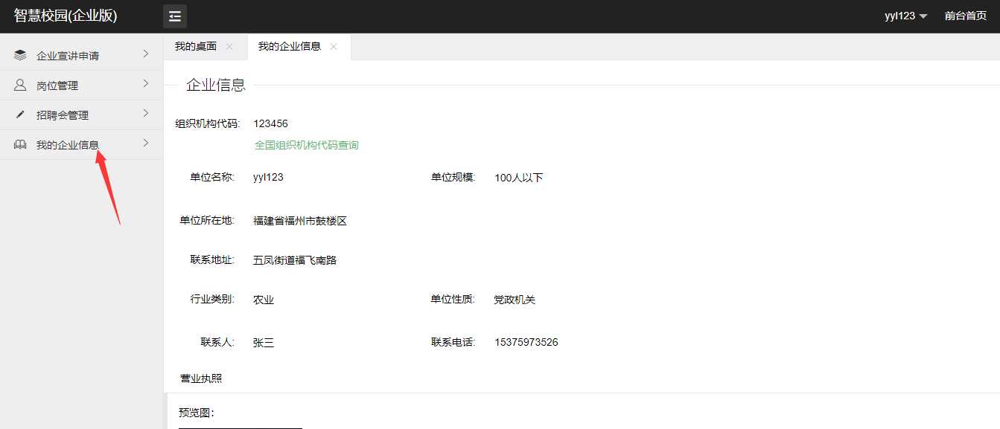 智慧校园(企业版)
yyl123
前台首页
企业宣讲申请
岗位管理
招聘会管理
我的企业信息
我的桌面
我的企业信息
企业信息
组织机构代码: 123456
全国组织机构代码查询
单位名称: yyl123 单位规模: 100人以下
单位所在地: 福建省福州市鼓楼区
联系地址: 五凤街道福飞南路
行业类别: 农业 单位性质: 党政机关
联系人: 张三 联系电话: 15375973526
营业执照
预览图: